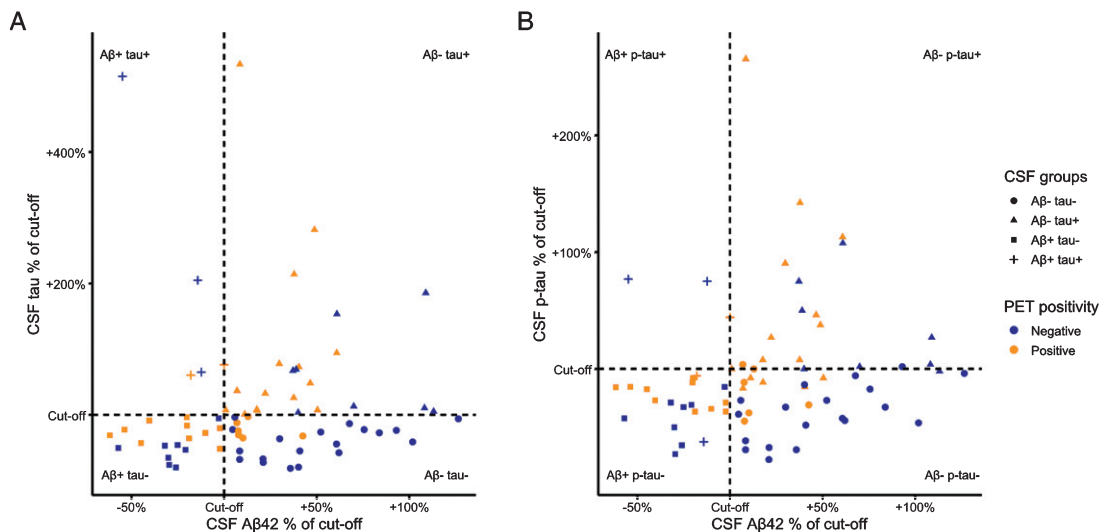 A
Aβ+ tau+
Aβ- tau+
+400%
+200%
Cut-off
CSF tau % of cut-off
Aβ+ tau-
Aβ- tau-
-50%
Cut-off
+50%
+100%
CSF Aβ42 % of cut-off
B
Aβ+ p-tau+
Aβ- p-tau+
+200%
+100%
Cut-off
CSF p-tau % of cut-off
Aβ+ p-tau-
Aβ- p-tau-
-50%
Cut-off
+50%
+100%
CSF Aβ42 % of cut-off
CSF groups
Aβ- tau-
Aβ- tau+
Aβ+ tau-
Aβ+ tau+
PET positivity
Negative
Positive